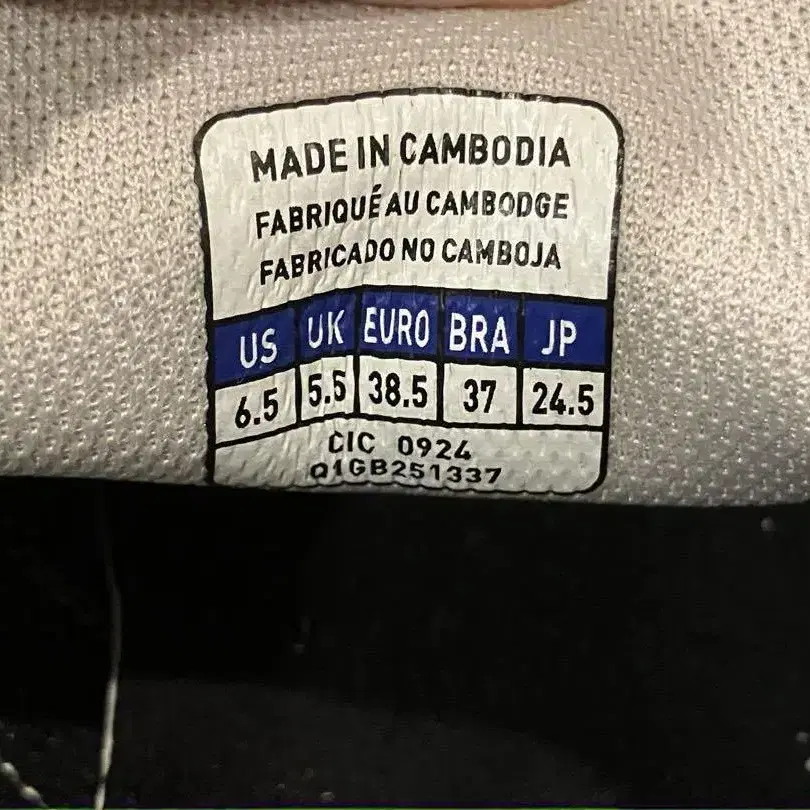 MADE IN CAMBODIA
FABRIQUÉ AU CAMBODGE
FABRICADO NO CAMBOJA
US UK EURO BRA JP
6.5 5.5 38.5 37 24.5
CIC 0924
Q1GB251337